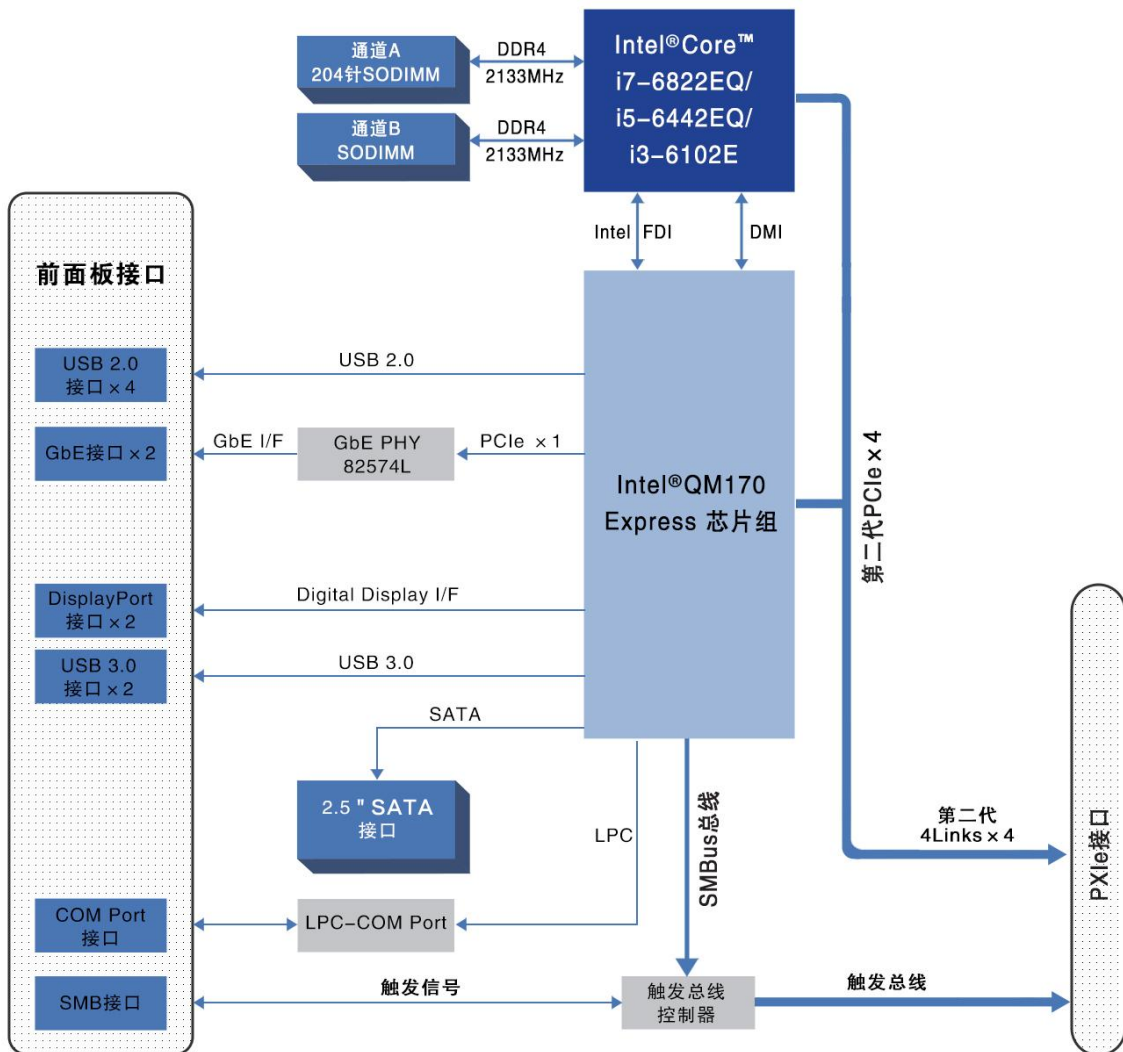 通道A
204针SODIMM
DDR4
2133MHz
通道B
SODIMM
DDR4
2133MHz
Intel®Core™
i7-6822EQ/
i5-6442EQ/
i3-6102E
Intel FDI
DMI
前面板接口
USB 2.0
接口×4
USB 2.0
GbE接口×2
GbE I/F
GbE PHY
82574L
PCIe ×1
Intel®QM170
Express 芯片组
第二代PCIe×4
DisplayPort
接口×2
Digital Display I/F
USB 3.0
接口×2
USB 3.0
SATA
2.5"SATA
接口
LPC
SMBus总线
第二代
4Links×4
PXIe接口
COM Port
接口
LPC-COM Port
SMB接口
触发信号
触发总线
控制器
触发总线